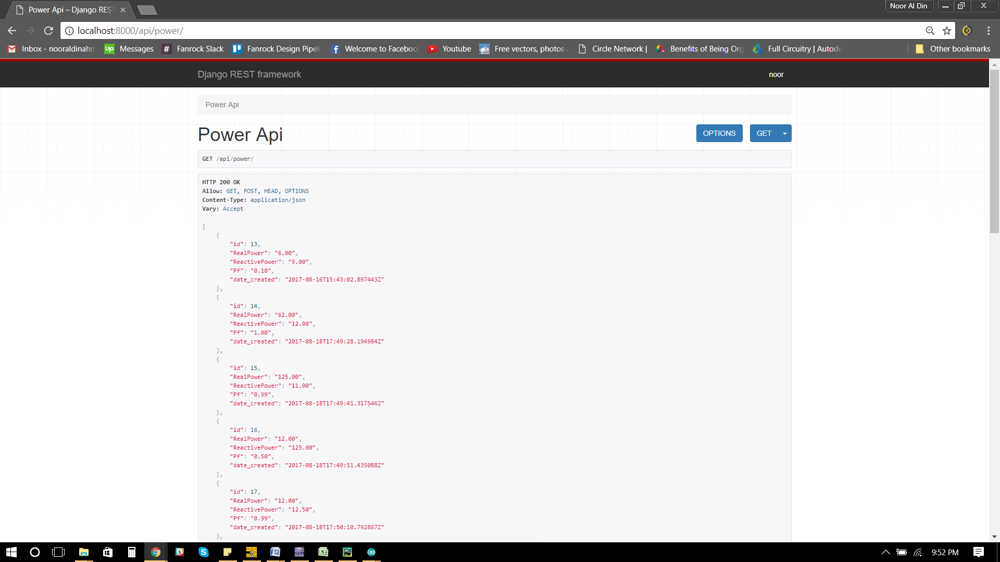 Power Api – Django REST
Noor Al Din
localhost:8000/api/power/
Inbox - nooraldinahm
Up Messages
# Fanrock Slack
Fanrock Design Pipeli
Welcome to Faceboo
Youtube
Free vectors, photos
Circle Network |
Benefits of Being Org
Full Circuitry | Autode
Other bookmarks
Django REST framework
noor
Power Api
Power Api
OPTIONS
GET
GET /api/power/
HTTP 200 OK
Allow: GET, POST, HEAD, OPTIONS
Content-Type: application/json
Vary: Accept
[
{
"id": 13,
"RealPower": "6.00",
"ReactivePower": "9.00",
"Pf": "0.10",
"date_created": "2017-08-16T15:43:02.897443Z"
},
{
"id": 14,
"RealPower": "62.00",
"ReactivePower": "12.00",
"Pf": "1.00",
"date_created": "2017-08-18T17:49:28.194984Z"
},
{
"id": 15,
"RealPower": "125.00",
"ReactivePower": "11.00",
"Pf": "0.99",
"date_created": "2017-08-18T17:49:41.317546Z"
},
{
"id": 16,
"RealPower": "12.00",
"ReactivePower": "125.00",
"Pf": "0.50",
"date_created": "2017-08-18T17:49:51.435088Z"
},
{
"id": 17,
"RealPower": "12.00",
"ReactivePower": "12.50",
"Pf": "0.99",
"date_created": "2017-08-18T17:50:10.792867Z"
},
9:52 PM